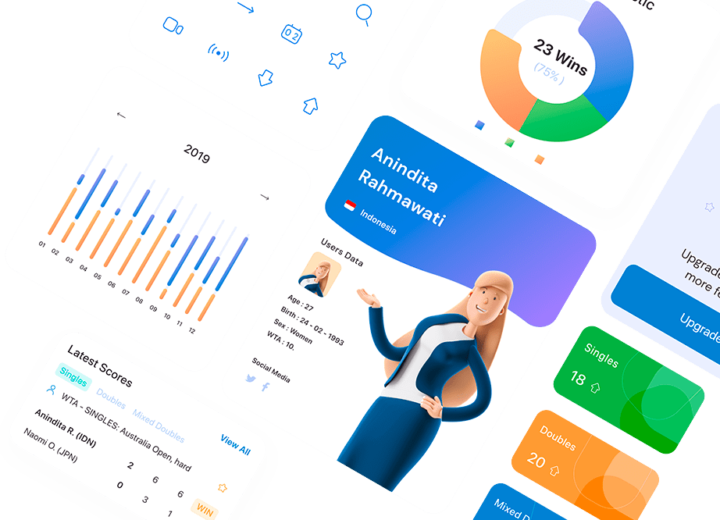 02
tic
23 Wins
(75%)
2019
01 02 03 04 05 06 07 08 09 10 11 12
Anindita
Rahmawati
Indonesia
Users Data
Age : 27
Birth : 24 - 02 - 1993
Sex : Women
WTA : 10.
Social Media
Latest Scores
Singles Doubles Mixed Doubles
View All
WTA - SINGLES: Australia Open, hard
Anindita R. (IDN) 2 6 6
Naomi O. (JPN) 0 3 1
WIN
Upgrade
more fe
Upgrade
Singles
18
Doubles
20
Mixed D